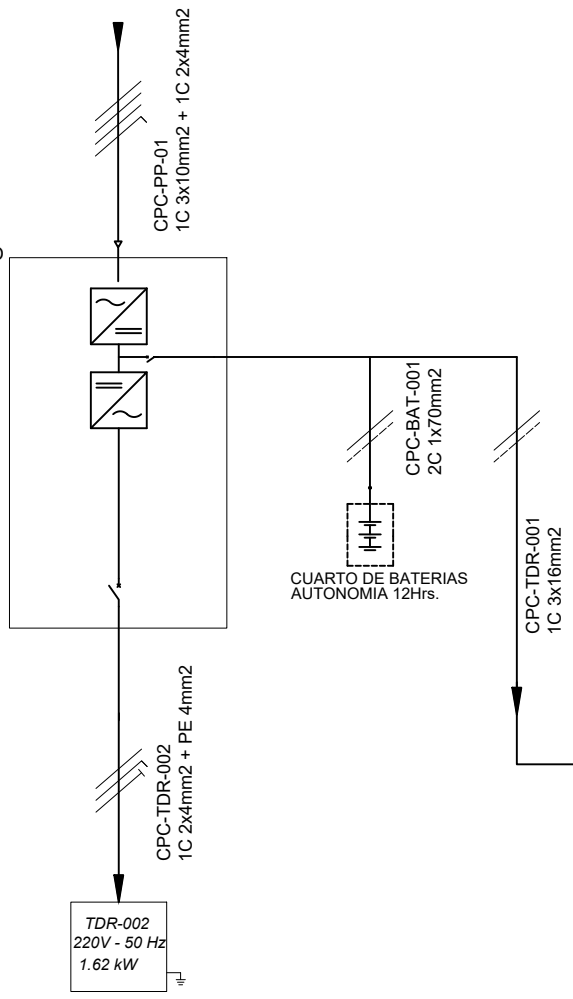 CPC-PP-01
1C 3x10mm2 + 1C 2x4mm2
CPC-BAT-001
2C 1x70mm2
CUARTO DE BATERIAS
AUTONOMIA 12Hrs.
CPC-TDR-001
1C 3x16mm2
CPC-TDR-002
1C 2x4mm2 + PE 4mm2
TDR-002
220V - 50 Hz
1.62 kW